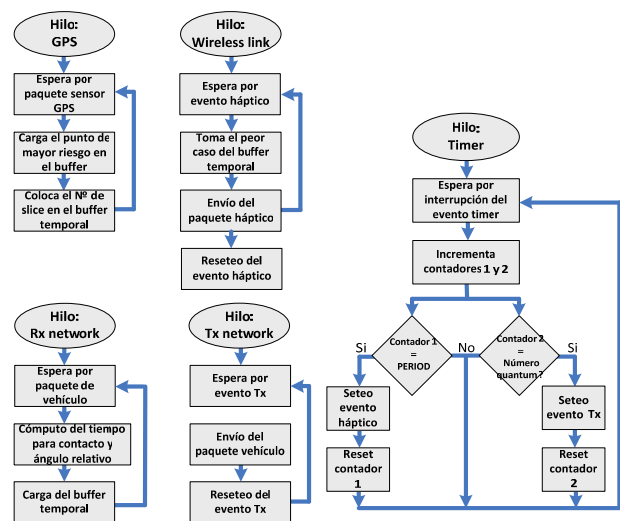 Hilo:
GPS
Espera por
paquete sensor
GPS
Carga el punto de
mayor riesgo en
el buffer
Coloca el Nº de
slice en el buffer
temporal
Hilo:
Wireless link
Espera por
evento háptico
Toma el peor
caso del buffer
temporal
Envío del
paquete háptico
Reseteo del
evento háptico
Hilo:
Timer
Espera por
interrupción del
evento timer
Incrementa
contadores 1 y 2
Si
Contador 1
=
PERIOD
No
Contador 2
=
Número
quantum?
Si
Seteo
evento
háptico
Reset
contador
1
Seteo
evento Tx
Reset
contador
2
Hilo:
Rx network
Espera por
paquete de
vehículo
Cómputo del tiempo
para contacto y
ángulo relativo
Carga del buffer
temporal
Hilo:
Tx network
Espera por
evento Tx
Envío del
paquete vehículo
Reseteo del
evento Tx